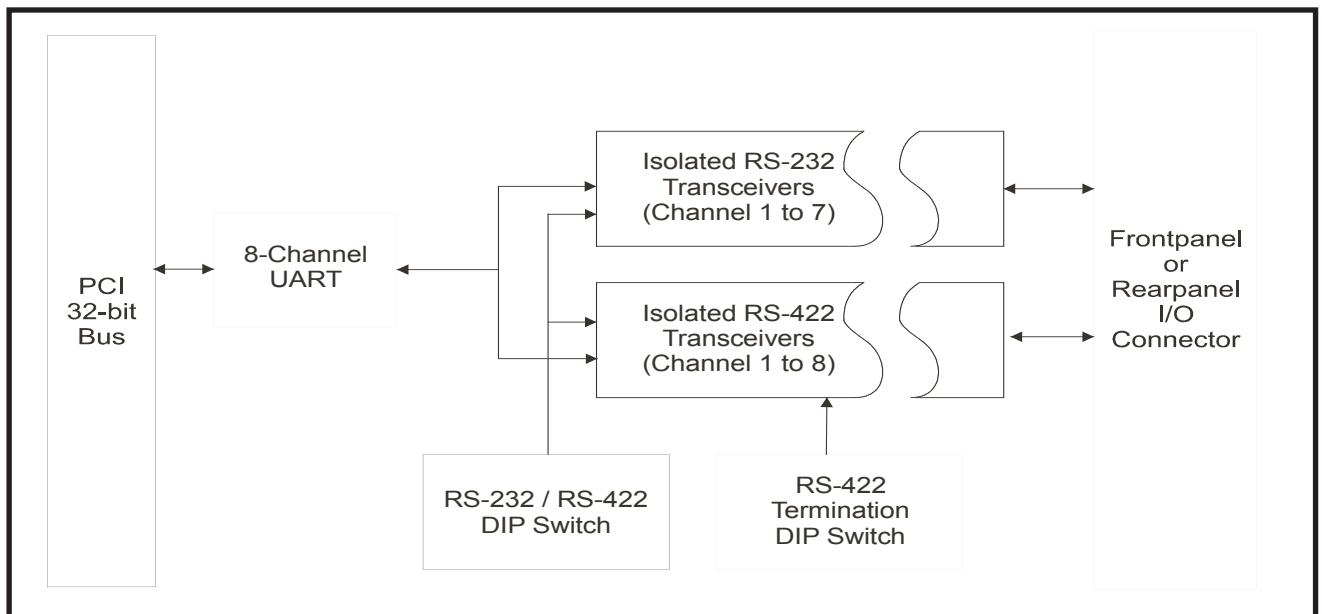 PCI
32-bit
Bus
8-Channel
UART
Isolated RS-232
Transceivers
(Channel 1 to 7)
Isolated RS-422
Transceivers
(Channel 1 to 8)
RS-232 / RS-422
DIP Switch
RS-422
Termination
DIP Switch
Frontpanel
or
Rearpanel
I/O
Connector